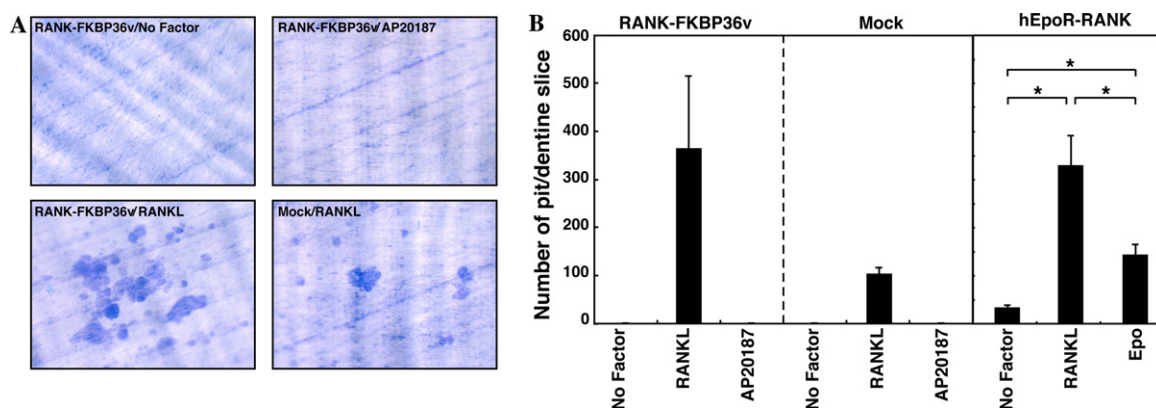 A
RANK-FKBP36v/No Factor
RANK-FKBP36v/AP20187
RANK-FKBP36v/RANKL
Mock/RANKL
B
RANK-FKBP36v
Mock
hEpoR-RANK
Number of pit/dentine slice
600
500
400
300
200
100
0
*
*
*
No Factor
RANKL
AP20187
No Factor
RANKL
AP20187
No Factor
RANKL
Epo